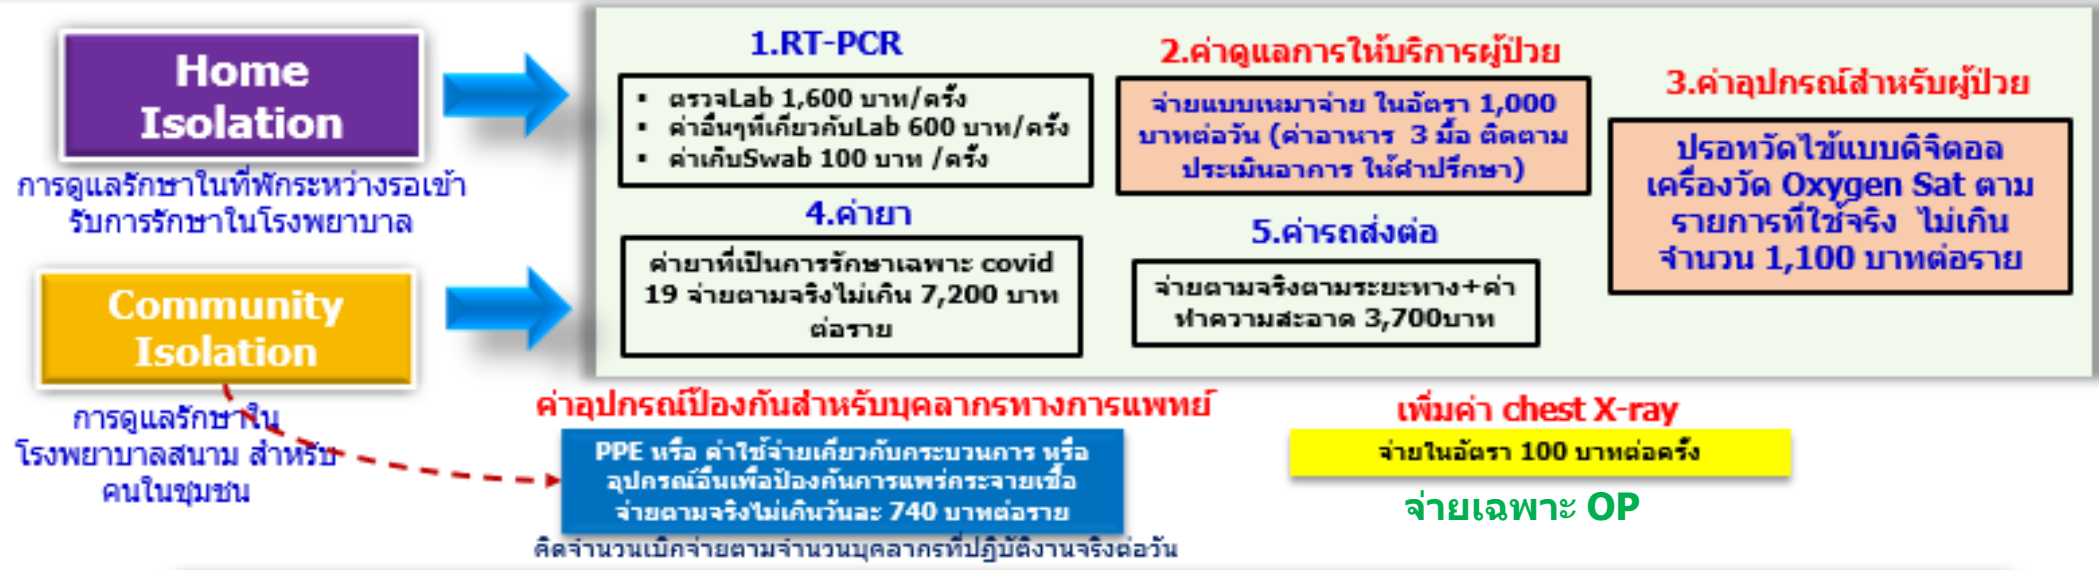 Home
Isolation
การดูแลรักษาในที่พักระหว่างรอเข้า
รับการรักษาในโรงพยาบาล
Community
Isolation
การดูแลรักษาใน
โรงพยาบาลสนาม สำหรับ
คนในชุมชน
1.RT-PCR
▪ ตรวจLab 1,600 บาท/ครั้ง
▪ ค่าอื่นๆที่เกี่ยวกับLab 600 บาท/ครั้ง
▪ ค่าเก็บSwab 100 บาท /ครั้ง
2.ค่าดูแลการให้บริการผู้ป่วย
จ่ายแบบเหมาจ่าย ในอัตรา 1,000
บาทต่อวัน (ค่าอาหาร 3 มื้อ ติดตาม
ประเมินอาการ ให้คำปรึกษา)
3.ค่าอุปกรณ์สำหรับผู้ป่วย
ปรอทวัดไข้แบบดิจิตอล
เครื่องวัด Oxygen Sat ตาม
รายการที่ใช้จริง ไม่เกิน
จำนวน 1,100 บาทต่อราย
4.ค่ายา
ค่ายาที่เป็นการรักษาเฉพาะ covid
19 จ่ายตามจริงไม่เกิน 7,200 บาท
ต่อราย
5.ค่ารถส่งต่อ
จ่ายตามจริงตามระยะทาง+ค่า
ทำความสะอาด 3,700บาท
ค่าอุปกรณ์ป้องกันสำหรับบุคลากรทางการแพทย์
PPE หรือ ค่าใช้จ่ายเกี่ยวกับกระบวนการ หรือ
อุปกรณ์อื่นเพื่อป้องกันการแพร่กระจายเชื้อ
จ่ายตามจริงไม่เกินวันละ 740 บาทต่อราย
คิดจำนวนเบิกจ่ายตามจำนวนบุคลากรที่ปฏิบัติงานจริงต่อวัน
เพิ่มค่า chest X-ray
จ่ายในอัตรา 100 บาทต่อครั้ง
จ่ายเฉพาะ OP